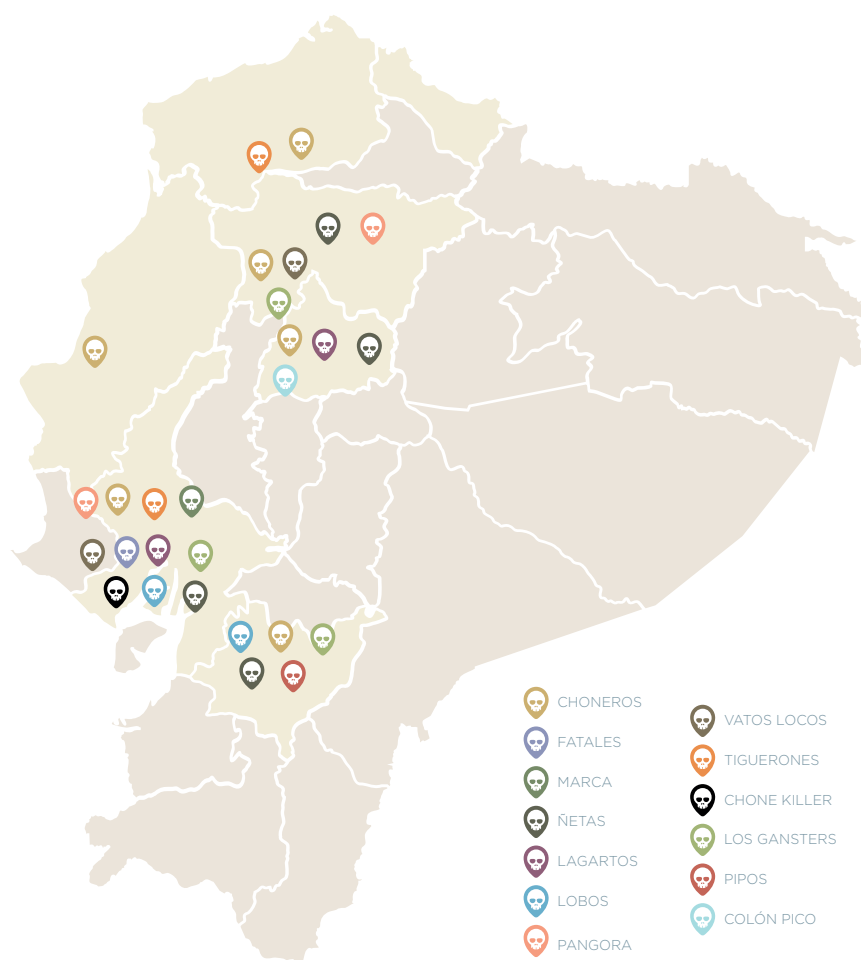 CHONEROS
FATALES
MARCA
ÑETAS
LAGARTOS
LOBOS
PANGORA
VATOS LOCOS
TIGUERONES
CHONE KILLER
LOS GANSTERS
PIPOS
COLÓN PICO